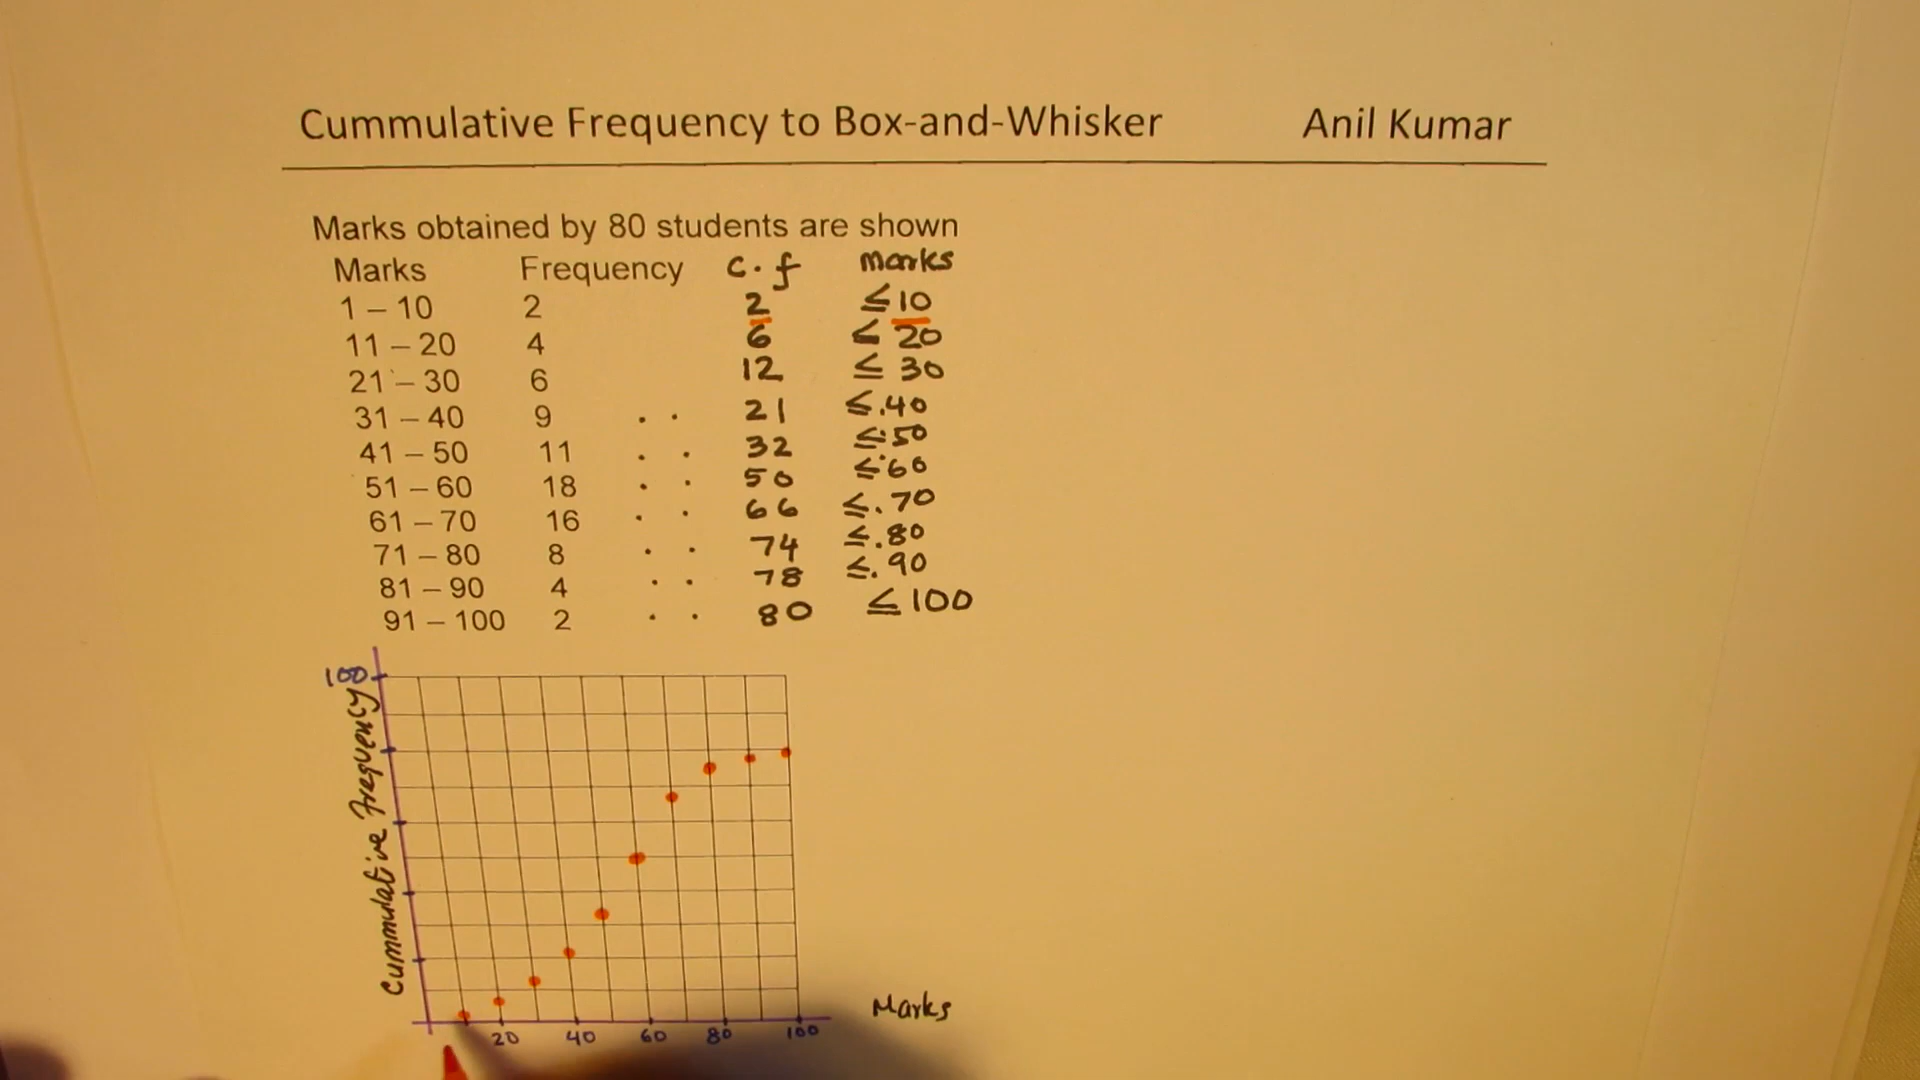 Cummulative Frequency to Box-and-Whisker Anil Kumar
Marks obtained by 80 students are shown
Marks Frequency c.f marks
1 – 10 2 2 ≤ 10
11 – 20 4 6 ≤ 20
21 – 30 6 12 ≤ 30
31 – 40 9 . . 21 ≤.40
41 – 50 11 . . 32 ≤.50
51 – 60 18 . . 50 ≤.60
61 – 70 16 . . 66 ≤.70
71 – 80 8 . . 74 ≤.80
81 – 90 4 . . 78 ≤.90
91 – 100 2 . . 80 ≤ 100
100
Cummulative Frequency
Marks
20 40 60 80 100